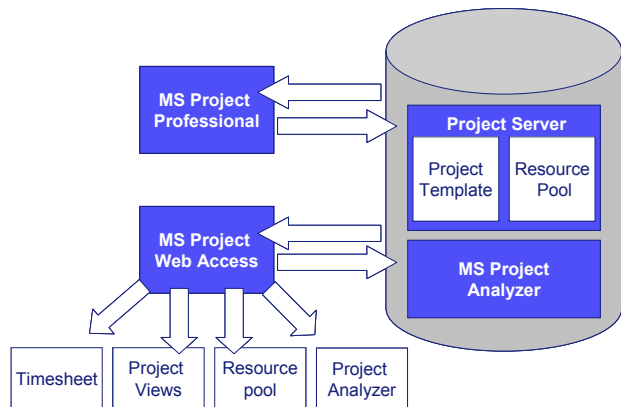 MS Project
Professional
Project Server
Project
Template
Resource
Pool
MS Project
Web Access
MS Project
Analyzer
Timesheet
Project
Views
Resource
pool
Project
Analyzer